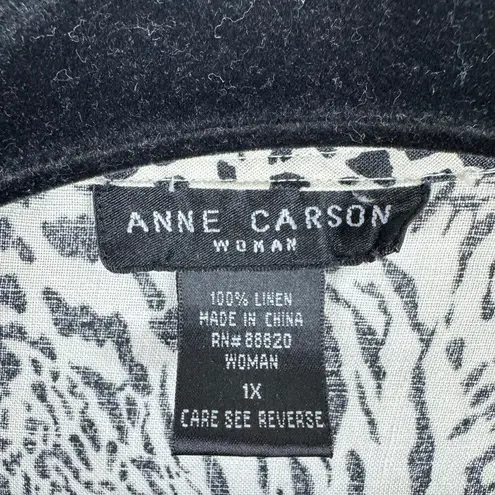 ANNE CARSON
WOMAN
100% LINEN
MADE IN CHINA
RN#88820
WOMAN
1X
CARE SEE REVERSE